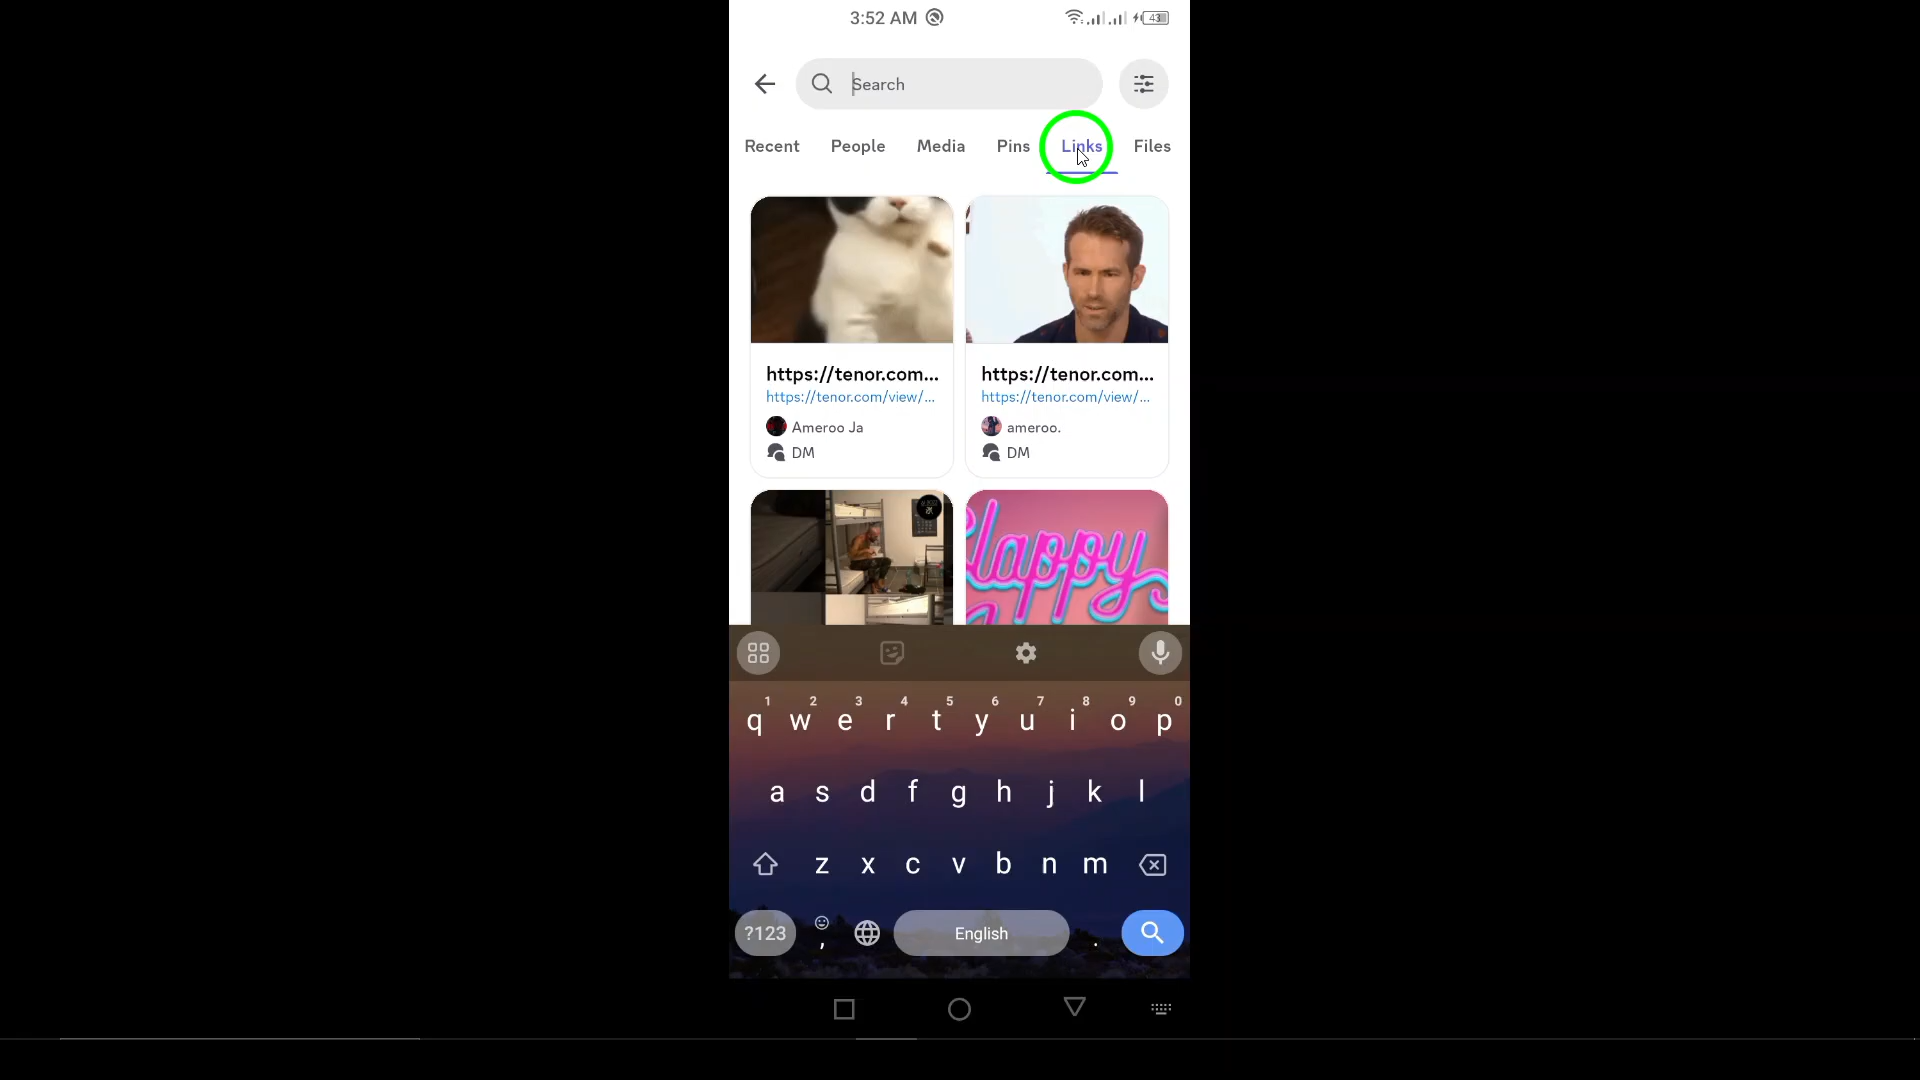 3:52 AM
43
Search
Recent People Media Pins Links Files
https://tenor.com...
https://tenor.com/view/...
Ameroo Ja
DM
https://tenor.com...
https://tenor.com/view/...
ameroo.
DM
1 2 3 4 5 6 7 8 9 0
q w e r t y u i o p
a s d f g h j k l
z x c v b n m
?123 , English .